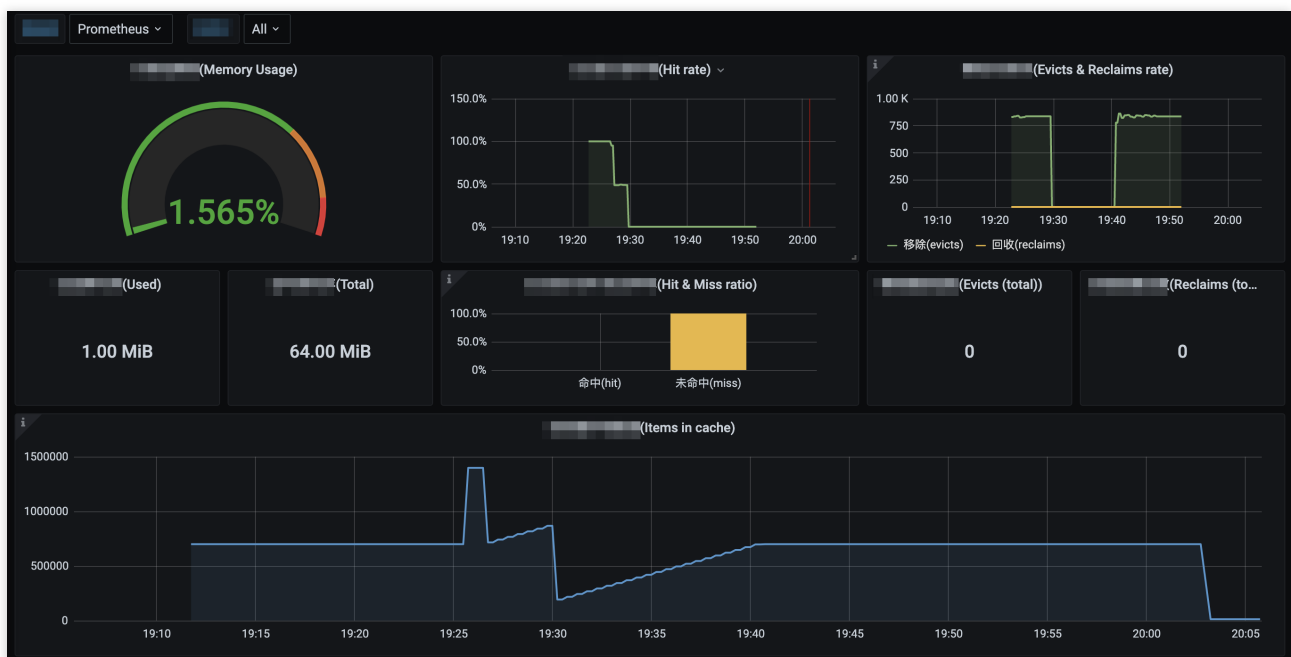 Prometheus All
(Memory Usage)
1.565%
(Hit rate)
150.0%
100.0%
50.0%
0%
19:10 19:20 19:30 19:40 19:50 20:00
(Evicts & Reclaims rate)
1.00 K
750
500
250
0
19:10 19:20 19:30 19:40 19:50 20:00
移除(evicts) 回收(reclaims)
(Used)
1.00 MiB
(Total)
64.00 MiB
(Hit & Miss ratio)
100.0%
50.0%
0%
命中(hit) 未命中(miss)
(Evicts (total))
0
(Reclaims (to...
0
(Items in cache)
1500000
1000000
500000
0
19:10 19:15 19:20 19:25 19:30 19:35 19:40 19:45 19:50 19:55 20:00 20:05